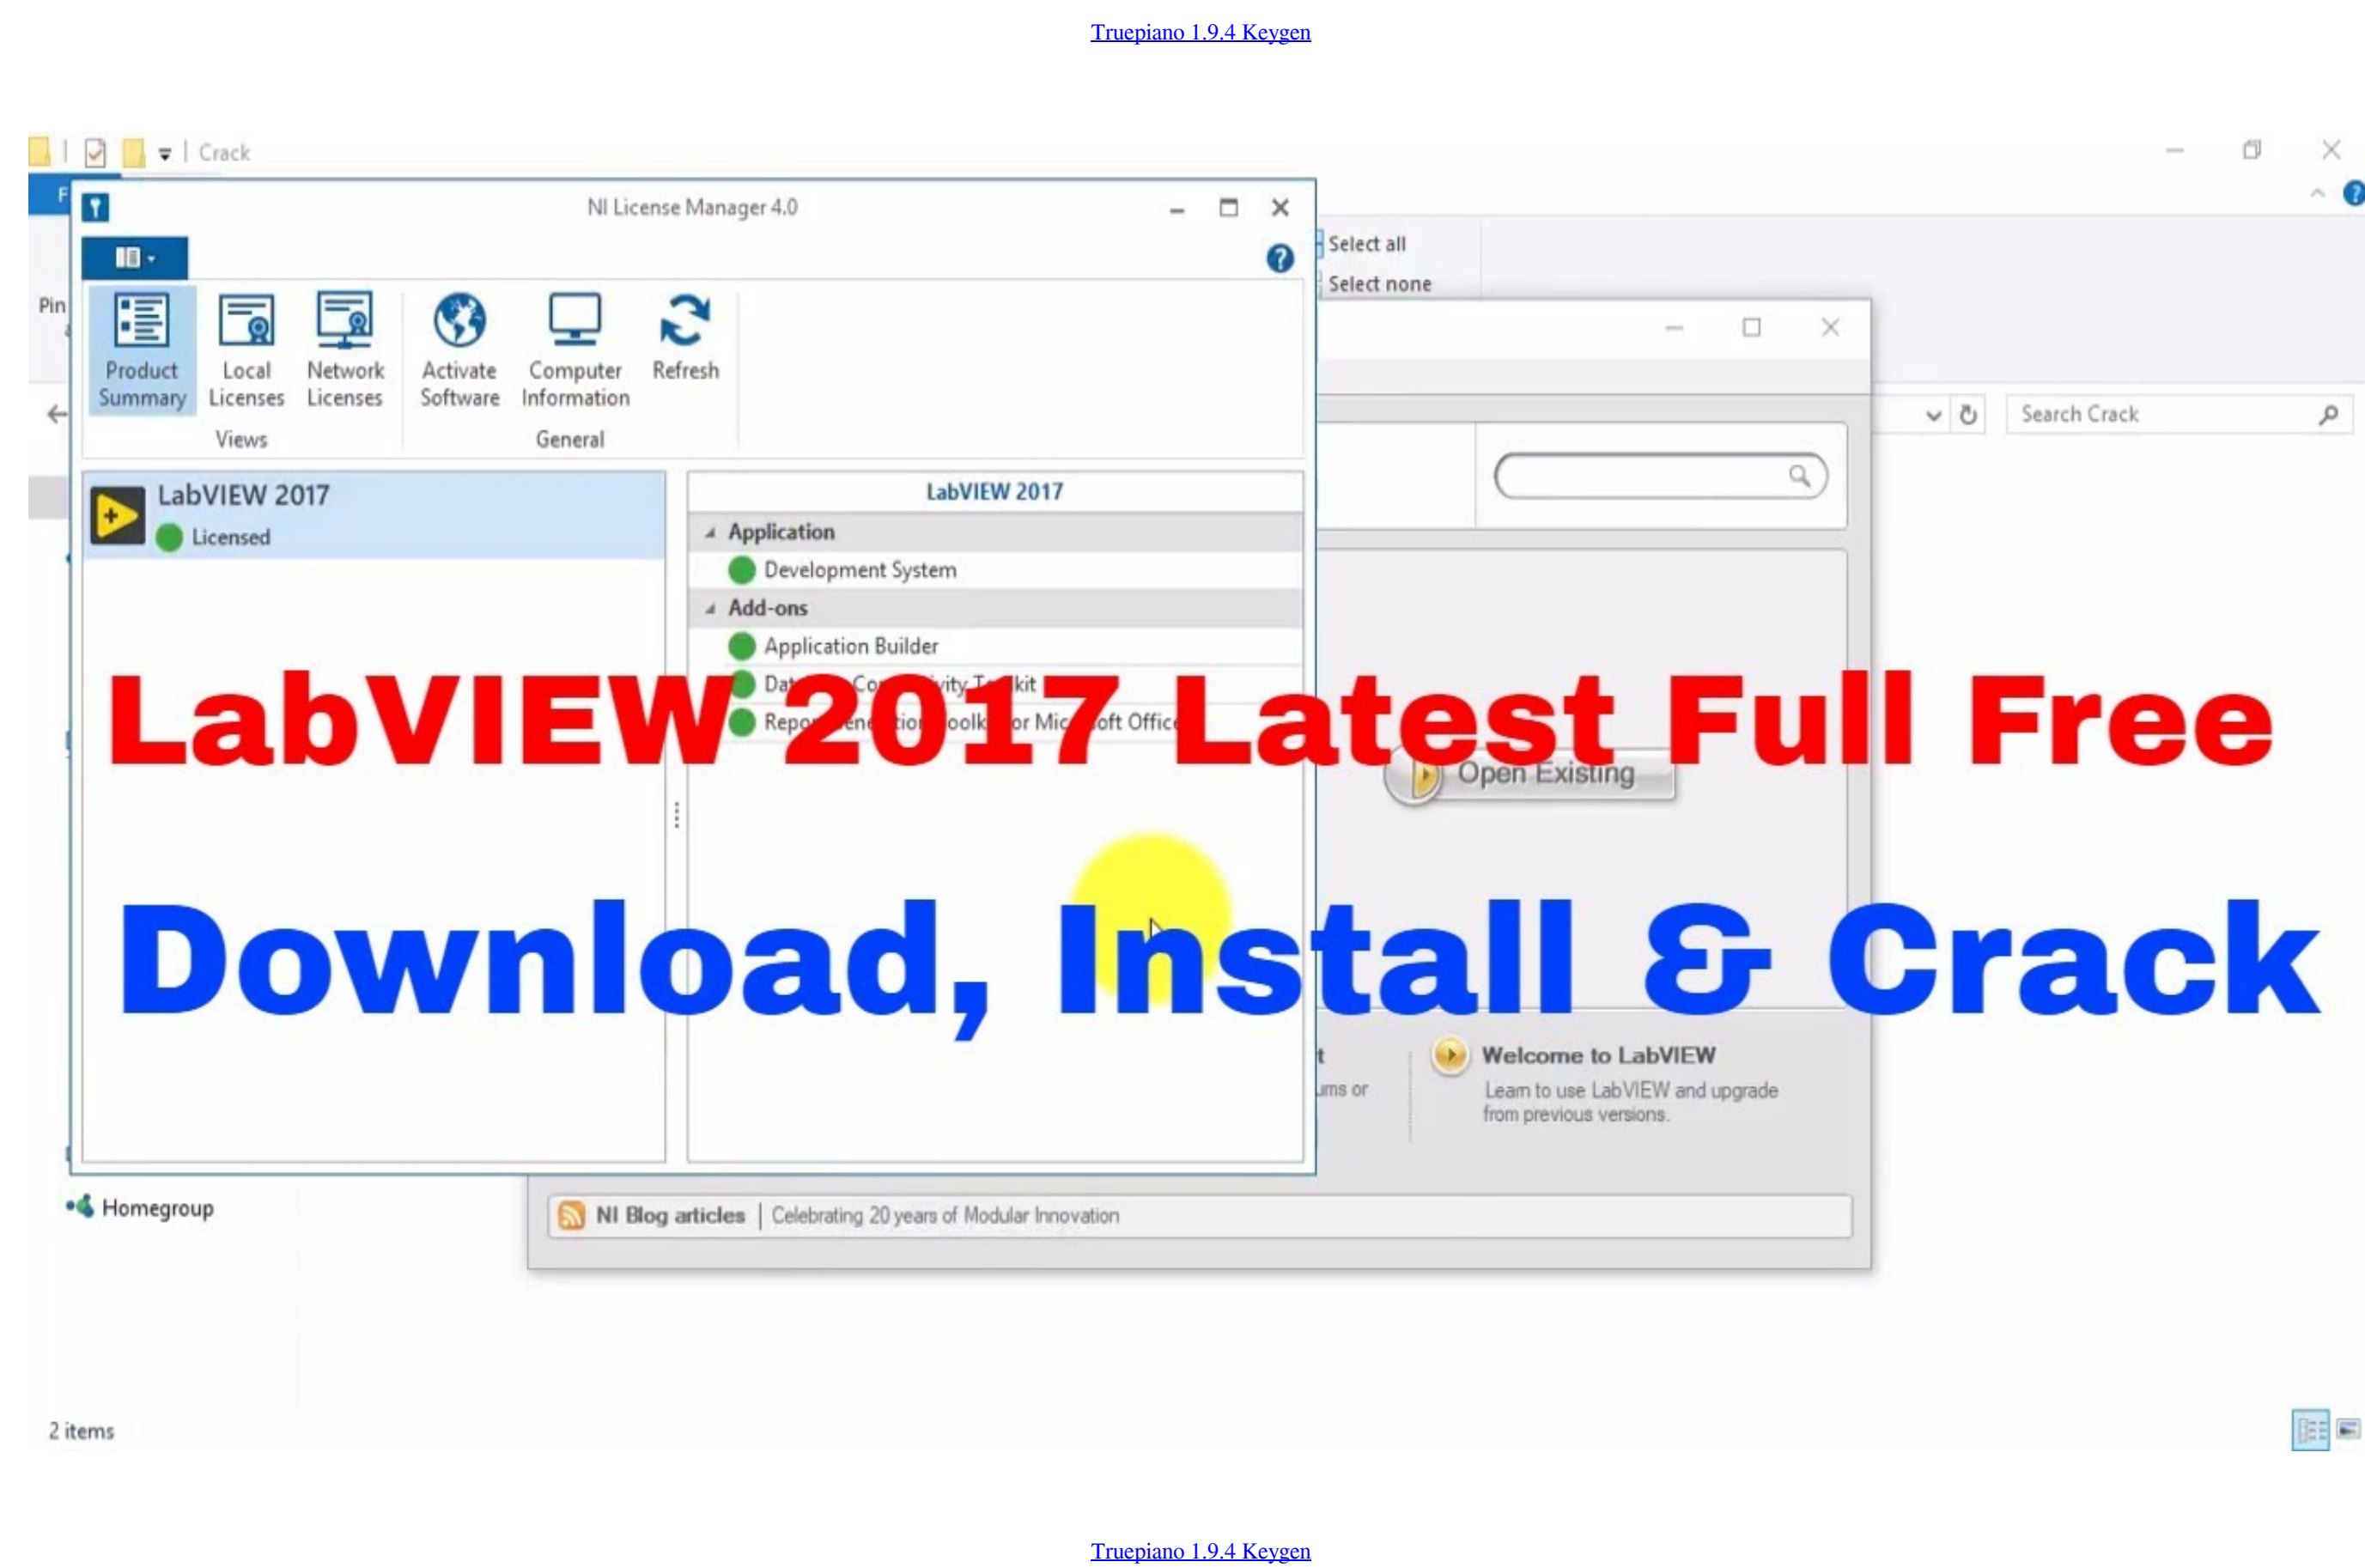 Truepiano 1.9.4 Keygen
Crack
NI License Manager 4.0
Select all
Select none
Pin
Product Summary
Local Licenses
Network Licenses
Activate Software
Computer Information
Refresh
Views
General
Search Crack
LabVIEW 2017
Licensed
LabVIEW 2017
Application
Development System
Add-ons
Application Builder
LabVIEW 2017 Latest Full Free
Open Existing
Download, Install & Crack
Welcome to LabVIEW
Learn to use LabVIEW and upgrade
from previous versions.
Homegroup
NI Blog articles | Celebrating 20 years of Modular Innovation
2 items
Truepiano 1.9.4 Keygen